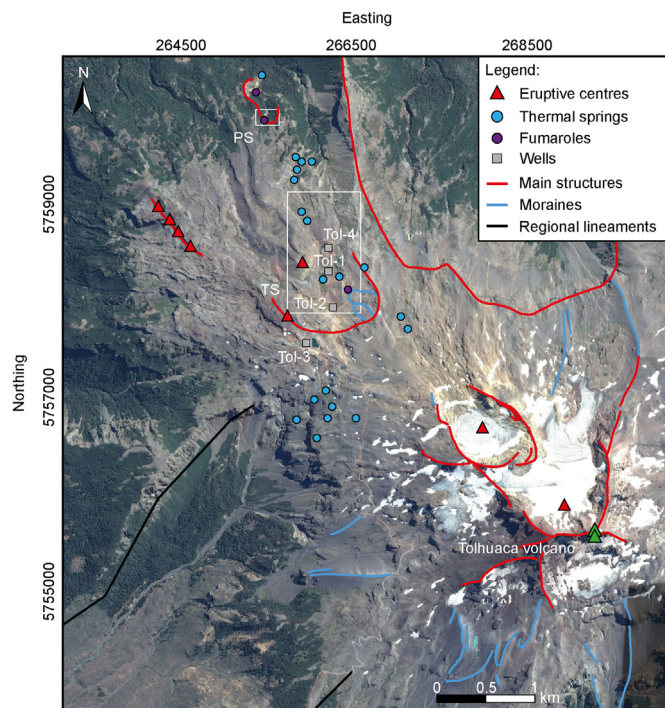 Easting
264500 266500 268500
N
Legend:
Eruptive centres
Thermal springs
Fumaroles
Wells
Main structures
Moraines
Regional lineaments
PS
5759000
Tol-4
Tol-1
TS
Tol-2
Tol-3
Northing
5757000
Tolhuaca volcano
5755000
0 0.5 1
km